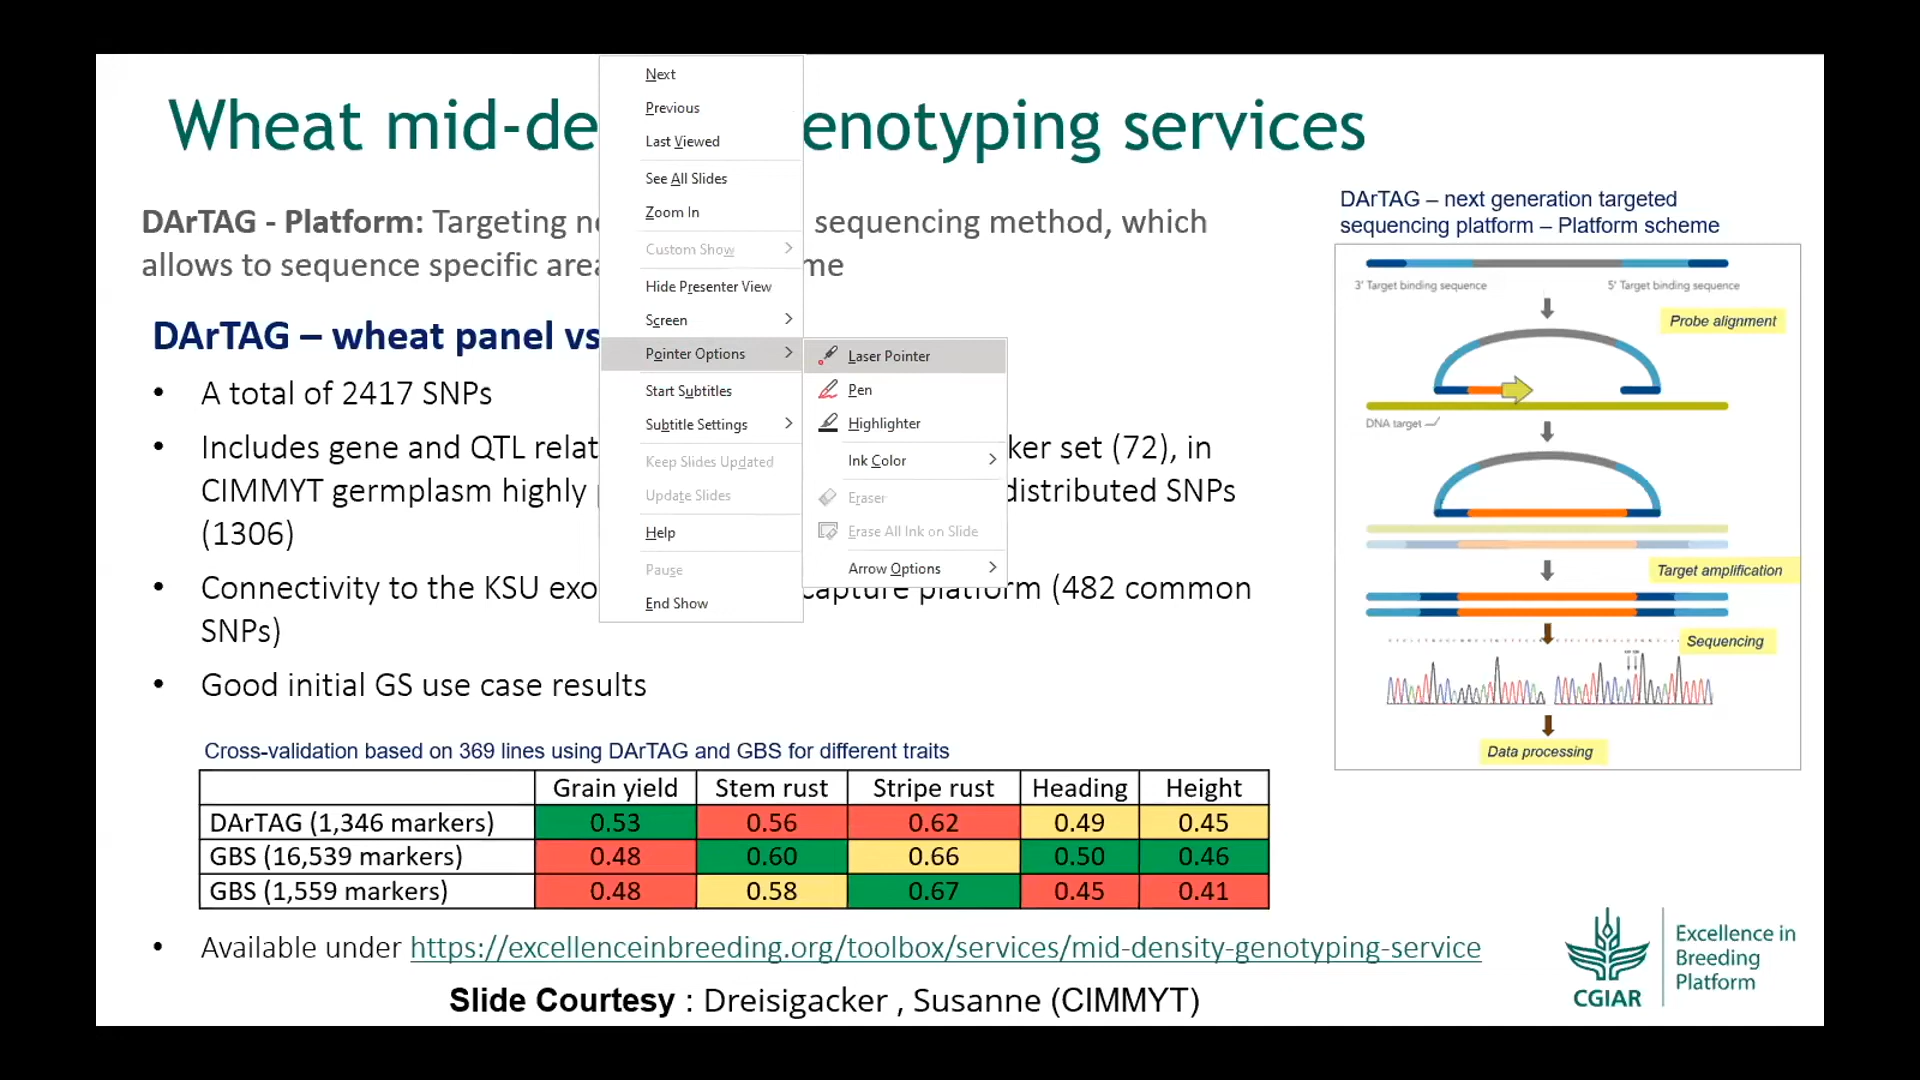 Wheat mid-de enotyping services
DArTAG - Platform: Targeting ne sequencing method, which
allows to sequence specific area me
DArTAG – wheat panel vs
• A total of 2417 SNPs
• Includes gene and QTL relat ker set (72), in
CIMMYT germplasm highly distributed SNPs
(1306)
• Connectivity to the KSU exo capture platform (482 common
SNPs)
• Good initial GS use case results
Next
Previous
Last Viewed
See All Slides
Zoom In
Custom Show
Hide Presenter View
Screen
Pointer Options
Start Subtitles
Subtitle Settings
Keep Slides Updated
Update Slides
Help
Pause
End Show
Laser Pointer
Pen
Highlighter
Ink Color
Eraser
Erase All Ink on Slide
Arrow Options
Cross-validation based on 369 lines using DArTAG and GBS for different traits
Grain yield Stem rust Stripe rust Heading Height
DArTAG (1,346 markers) 0.53 0.56 0.62 0.49 0.45
GBS (16,539 markers) 0.48 0.60 0.66 0.50 0.46
GBS (1,559 markers) 0.48 0.58 0.67 0.45 0.41
• Available under https://excellenceinbreeding.org/toolbox/services/mid-density-genotyping-service
Slide Courtesy : Dreisigacker , Susanne (CIMMYT)
DArTAG – next generation targeted
sequencing platform – Platform scheme
3' Target binding sequence 5' Target binding sequence
Probe alignment
DNA target
Target amplification
Sequencing
Data processing
CGIAR
Excellence in
Breeding
Platform